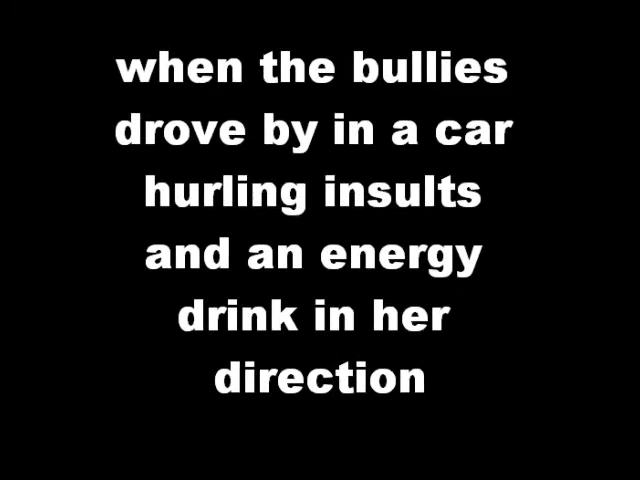 when the bullies
drove by in a car
hurling insults
and an energy
drink in her
direction